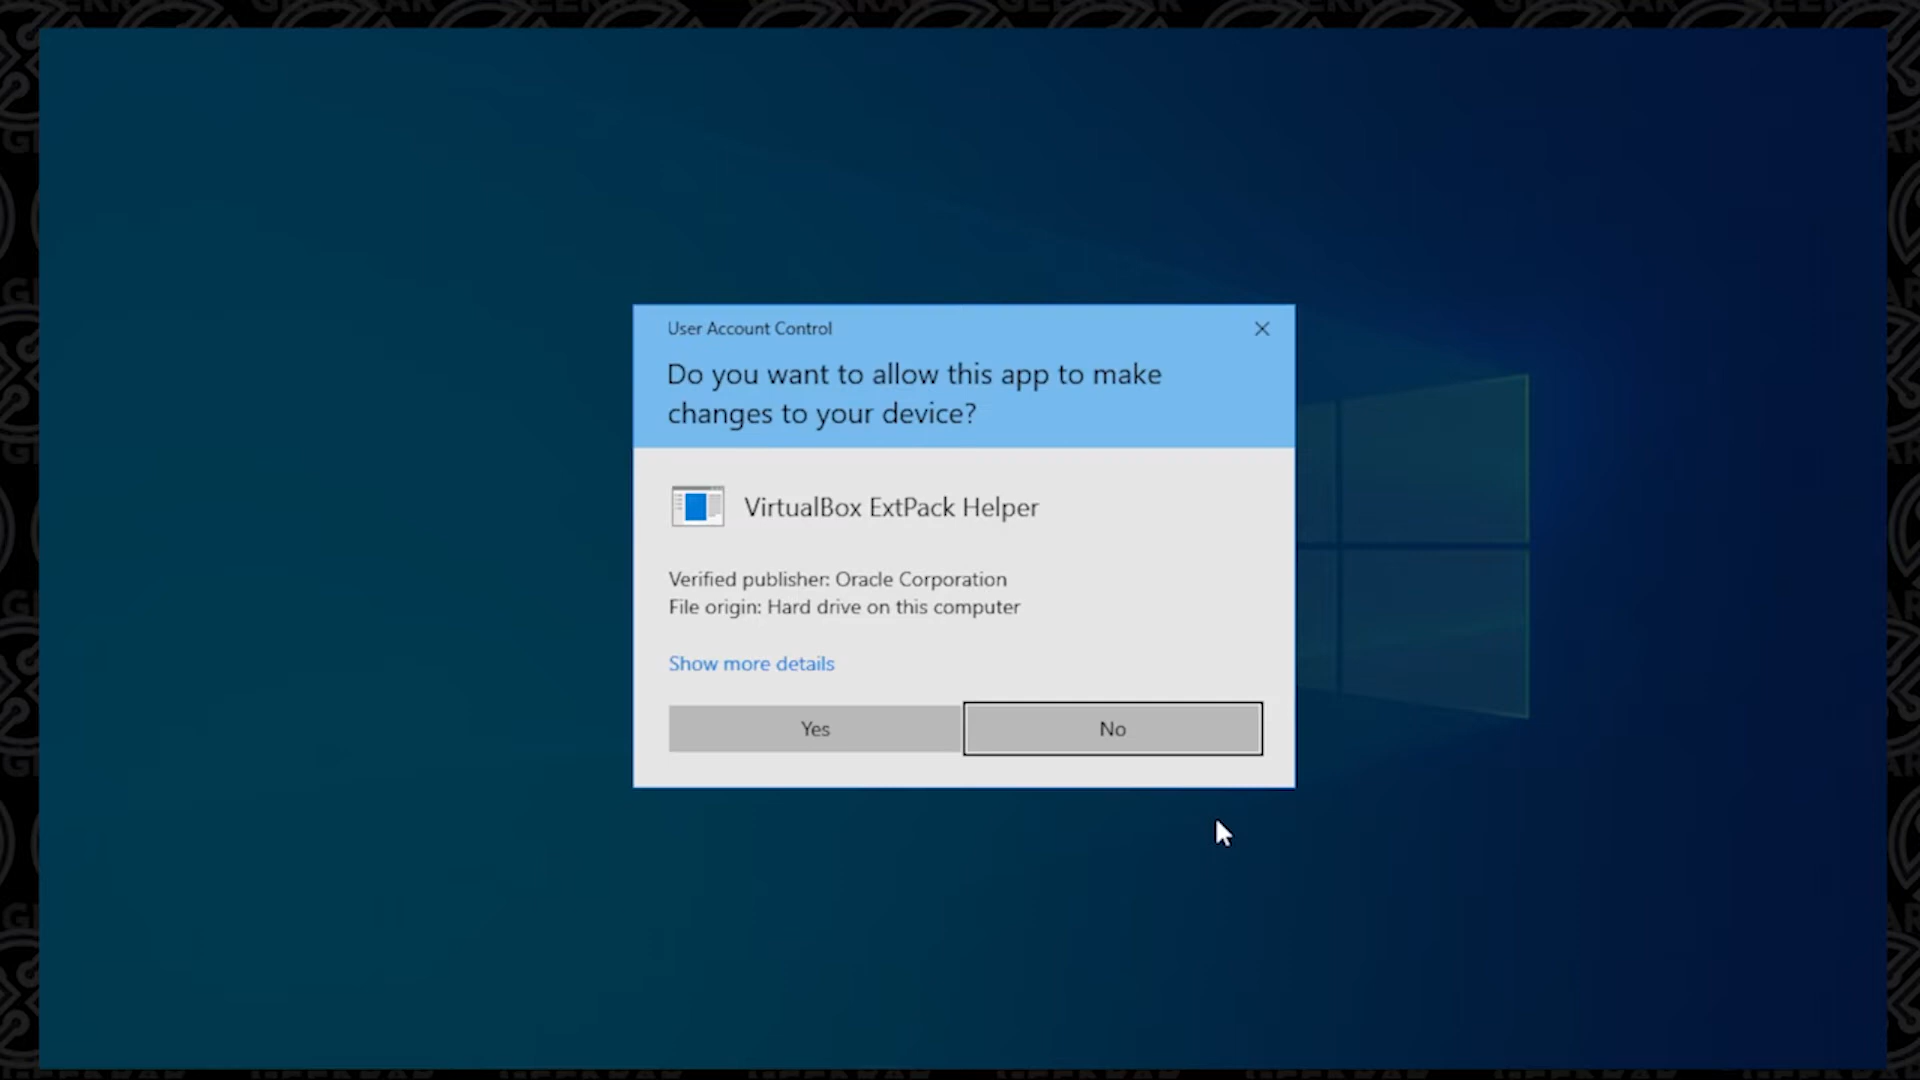 User Account Control
Do you want to allow this app to make
changes to your device?
VirtualBox ExtPack Helper
Verified publisher: Oracle Corporation
File origin: Hard drive on this computer
Show more details
Yes
No